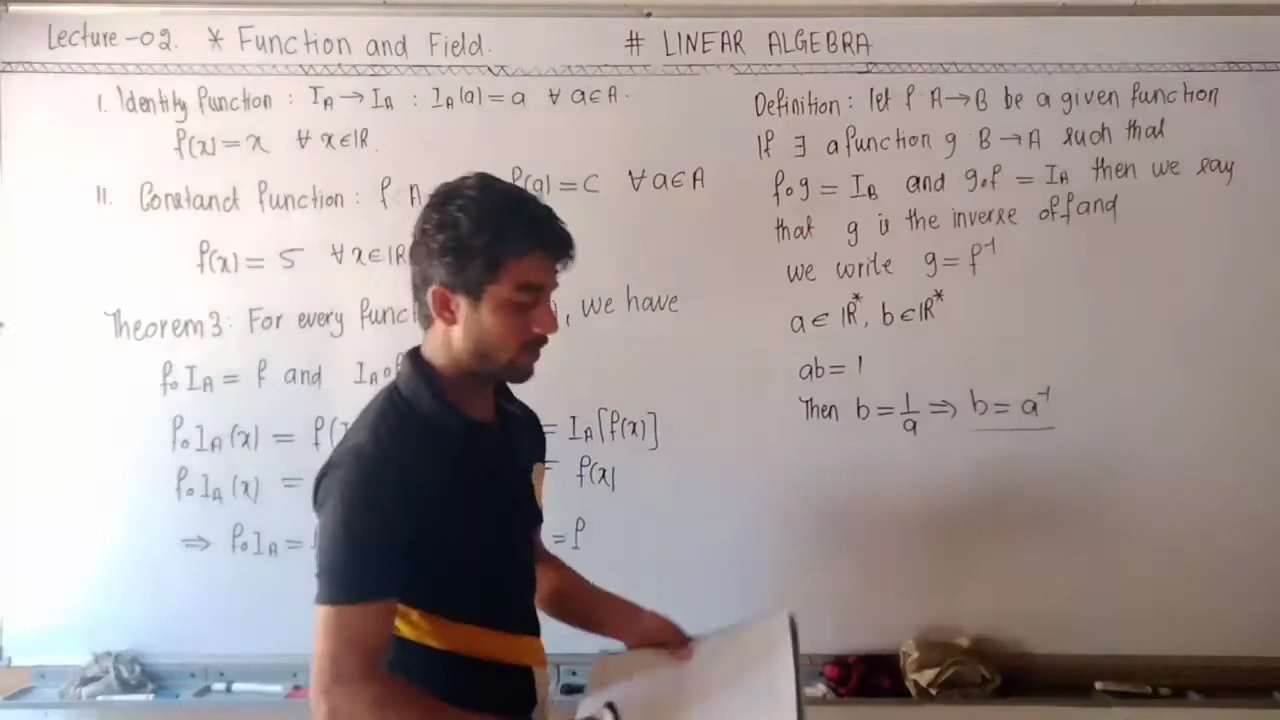 Lecture-02. * Function and Field. # LINEAR ALGEBRA
I. Identity function : I_A → I_A : I_A(a) = a ∀ a∈A.
f(x) = x ∀ x∈IR.
II. Constanct function : f: A f(a) = C ∀ a∈A
f(x) = 5 ∀ x∈IR
Theorem 3: For every func , we have
f∘I_A = f and I_A∘
f∘I_A(x) = f( = I_A[f(x)]
f∘I_A(x) = = f(x)
⇒ f∘I_A = = f
Definition: let f A→B be a given function
If ∃ a function g B→A such that
f∘g = I_B and g∘f = I_A then we say
that g is the inverse of f and
we write g = f⁻¹
a∈IR*, b∈IR*
ab = 1
Then b = 1/a ⇒ b = a⁻¹